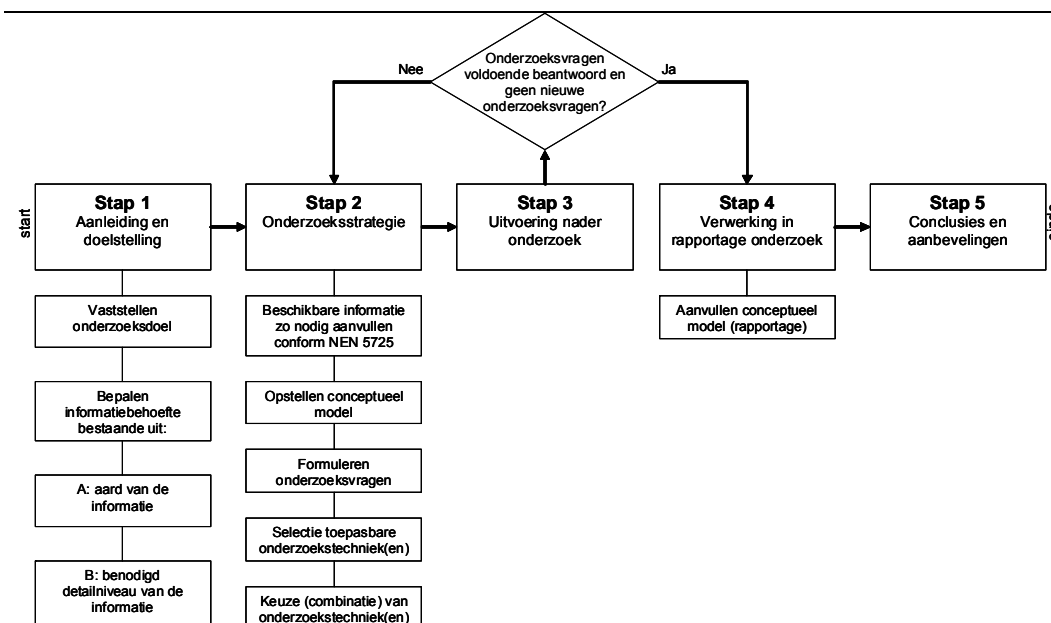 Onderzoeksvragen
voldoende beantwoord en
geen nieuwe
onderzoeksvragen?
Nee
Ja
start
Stap 1
Aanleiding en
doelstelling
Stap 2
Onderzoeksstrategie
Stap 3
Uitvoering nader
onderzoek
Stap 4
Verwerking in
rapportage onderzoek
Stap 5
Conclusies en
aanbevelingen
Vaststellen
onderzoeksdoel
Bepalen
informatiebehoefte
bestaande uit:
A: aard van de
informatie
B: benodigd
detailniveau van de
informatie
Beschikbare informatie
zo nodig aanvullen
conform NEN 5725
Opstellen conceptueel
model
Formuleren
onderzoeksvragen
Selectie toepasbare
onderzoekstechniek(en)
Keuze (combinatie) van
onderzoekstechniek(en)
Aanvullen conceptueel
model (rapportage)